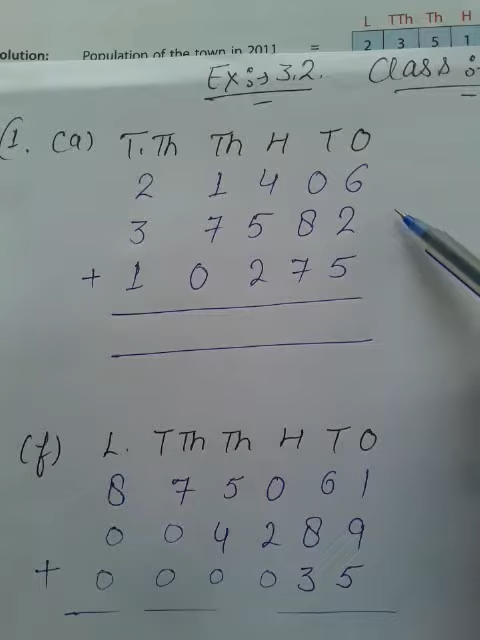 L TTh Th H
olution: Population of the town in 2011 = 2 3 5 1
Ex:→ 3.2. Class :-
(1. (a) T.Th Th H T O
2 1 4 0 6
3 7 5 8 2
+ 1 0 2 7 5
(f) L. T Th Th H T O
8 7 5 0 6 1
0 0 4 2 8 9
+ 0 0 0 0 3 5